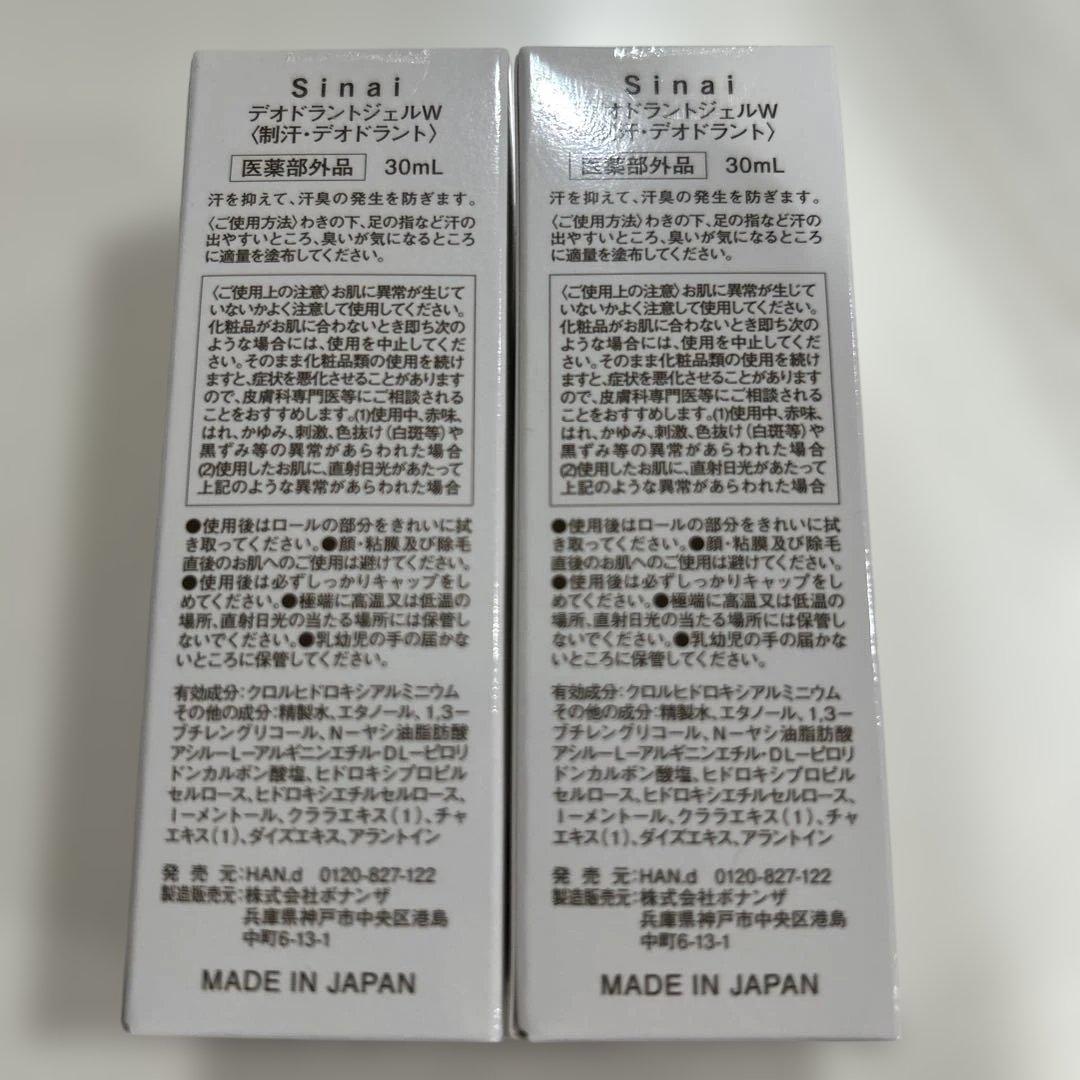 Sinai
デオドラントジェルW
〈制汗・デオドラント〉
医薬部外品 30mL
汗を抑えて、汗臭の発生を防ぎます。
〈ご使用方法〉わきの下、足の指など汗の
出やすいところ、臭いが気になるところ
に適量を塗布してください。
〈ご使用上の注意〉お肌に異常が生じて
いないかよく注意して使用してください。
化粧品がお肌に合わないとき即ち次の
ような場合には、使用を中止してくだ
さい。そのまま化粧品類の使用を続け
ますと、症状を悪化させることがあります
ので、皮膚科専門医等にご相談される
ことをおすすめします。(1)使用中、赤味、
はれ、かゆみ、刺激、色抜け(白斑等)や
黒ずみ等の異常があらわれた場合
(2)使用したお肌に、直射日光があたって
上記のような異常があらわれた場合
●使用後はロールの部分をきれいに拭
き取ってください。●顔・粘膜及び除毛
直後のお肌へのご使用は避けてください。
●使用後は必ずしっかりキャップをし
めてください。●極端に高温又は低温の
場所、直射日光の当たる場所には保管し
ないでください。●乳幼児の手の届かな
いところに保管してください。
有効成分:クロルヒドロキシアルミニウム
その他の成分:精製水、エタノール、1,3ー
ブチレングリコール、Nーヤシ油脂肪酸
アシルーLーアルギニンエチル・DLーピロリ
ドンカルボン酸塩、ヒドロキシプロピル
セルロース、ヒドロキシエチルセルロース、
lーメントール、クララエキス(1)、チャ
エキス(1)、ダイズエキス、アラントイン
発売元:HAN.d 0120-827-122
製造販売元:株式会社ボナンザ
兵庫県神戸市中央区港島
中町6-13-1
MADE IN JAPAN
Sinai
オドラントジェルW
汗・デオドラント〉
医薬部外品 30mL
汗を抑えて、汗臭の発生を防ぎます。
〈ご使用方法〉わきの下、足の指など汗の
出やすいところ、臭いが気になるところ
に適量を塗布してください。
〈ご使用上の注意〉お肌に異常が生じて
いないかよく注意して使用してください。
化粧品がお肌に合わないとき即ち次の
ような場合には、使用を中止してくだ
さい。そのまま化粧品類の使用を続け
ますと、症状を悪化させることがあります
ので、皮膚科専門医等にご相談される
ことをおすすめします。(1)使用中、赤味、
はれ、かゆみ、刺激、色抜け(白斑等)や
黒ずみ等の異常があらわれた場合
(2)使用したお肌に、直射日光があたって
上記のような異常があらわれた場合
●使用後はロールの部分をきれいに拭
き取ってください。●顔・粘膜及び除毛
直後のお肌へのご使用は避けてください。
●使用後は必ずしっかりキャップをし
めてください。●極端に高温又は低温の
場所、直射日光の当たる場所には保管し
ないでください。●乳幼児の手の届かな
いところに保管してください。
有効成分:クロルヒドロキシアルミニウム
その他の成分:精製水、エタノール、1,3ー
ブチレングリコール、Nーヤシ油脂肪酸
アシルーLーアルギニンエチル・DLーピロリ
ドンカルボン酸塩、ヒドロキシプロピル
セルロース、ヒドロキシエチルセルロース、
lーメントール、クララエキス(1)、チャ
エキス(1)、ダイズエキス、アラントイン
発売元:HAN.d 0120-827-122
製造販売元:株式会社ボナンザ
兵庫県神戸市中央区港島
中町6-13-1
MADE IN JAPAN